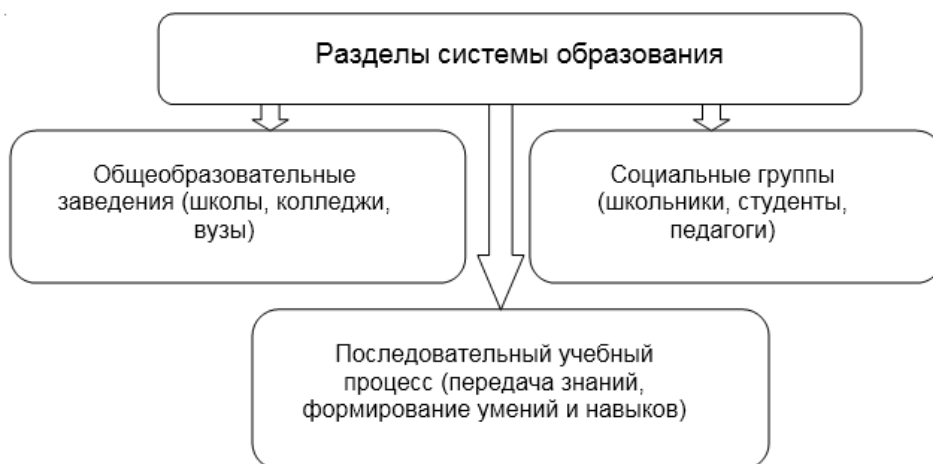 Разделы системы образования
Общеобразовательные
заведения (школы, колледжи,
вузы)
Социальные группы
(школьники, студенты,
педагоги)
Последовательный учебный
процесс (передача знаний,
формирование умений и навыков)